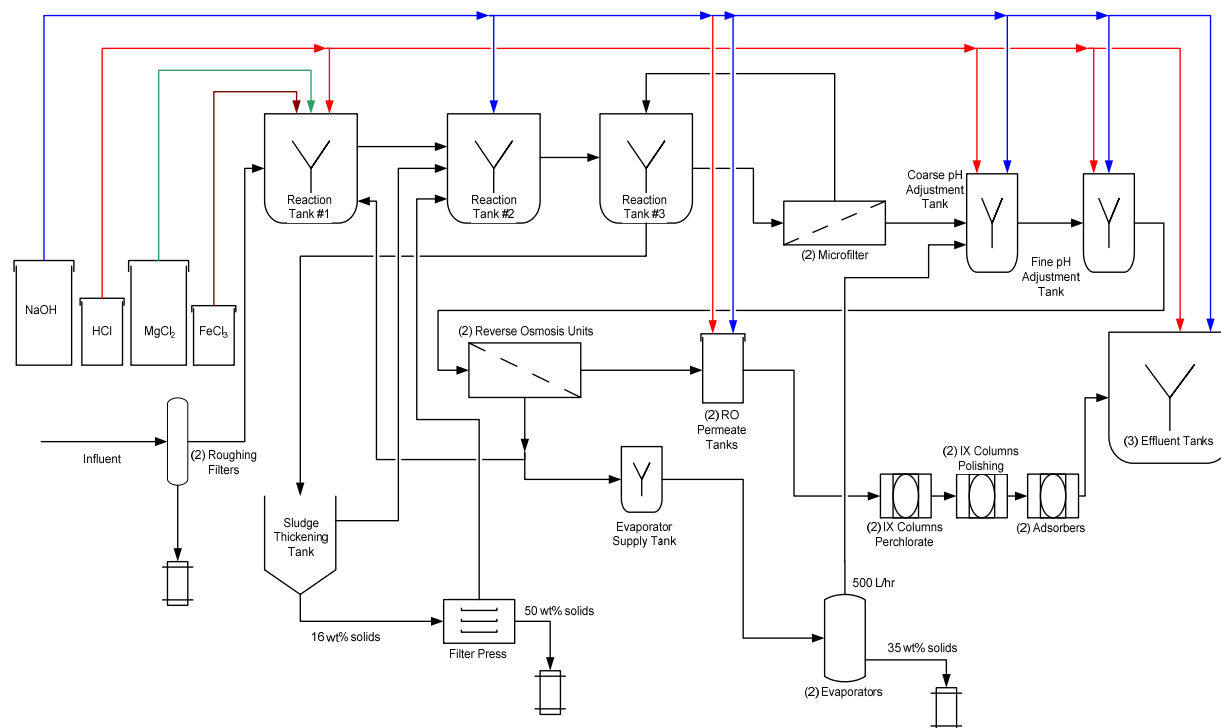 Reaction
Tank #1
Reaction
Tank #2
Reaction
Tank #3
Coarse pH
Adjustment
Tank
(2) Microfilter
Fine pH
Adjustment
Tank
NaOH
HCl
MgCl2
FeCl3
(2) Reverse Osmosis Units
(2) RO
Permeate
Tanks
(3) Effluent Tanks
Influent
(2) Roughing
Filters
(2) IX Columns
Polishing
(2) IX Columns
Perchlorate
(2) Adsorbers
Sludge
Thickening
Tank
Evaporator
Supply Tank
500 L/hr
16 wt% solids
50 wt% solids
Filter Press
35 wt% solids
(2) Evaporators